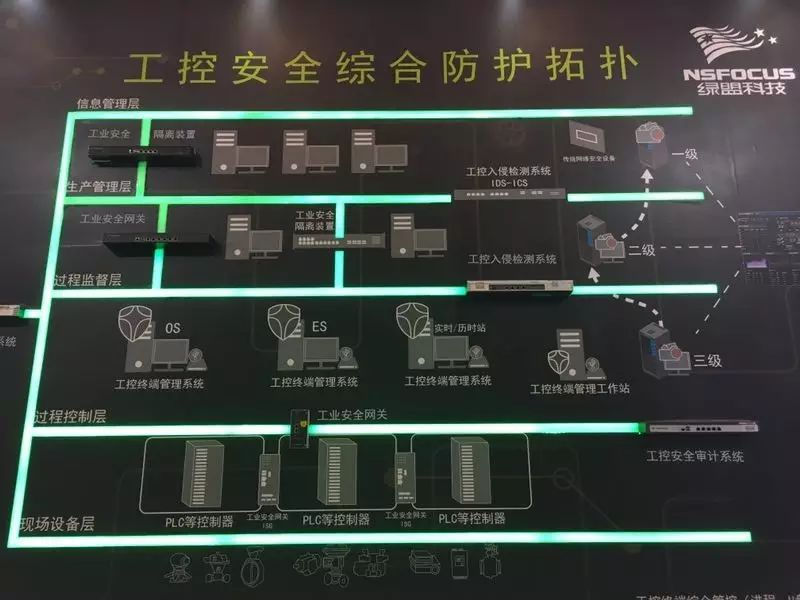 工控安全综合防护拓扑
NSFOCUS
绿盟科技
信息管理层
工业安全 隔离装置
传统网络安全设备
一级
工控入侵检测系统
IDS-ICS
生产管理层
工业安全网关
工业安全
隔离装置
工控入侵检测系统
二级
过程监督层
系统
OS
ES
实时/历时站
工控终端管理系统
工控终端管理系统
工控终端管理系统
工控终端管理工作站
三级
过程控制层
工业安全网关
工控安全审计系统
PLC等控制器
工业安全网关
ISG
PLC等控制器
工业安全网关
ISG
PLC等控制器
现场设备层